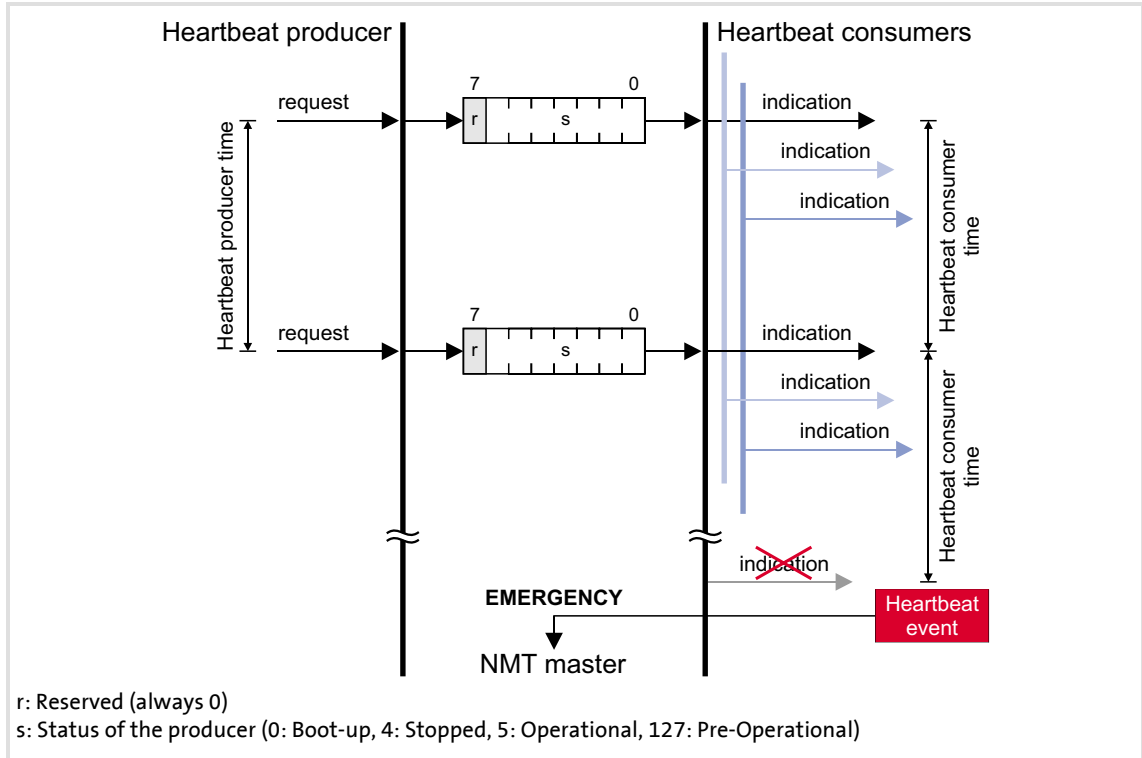 Heartbeat producer
Heartbeat consumers
7 0
request
r s
indication
indication
indication
Heartbeat producer time
Heartbeat consumer
time
7 0
request
r s
indication
indication
indication
Heartbeat consumer
time
indication
EMERGENCY
Heartbeat
event
NMT master
r: Reserved (always 0)
s: Status of the producer (0: Boot-up, 4: Stopped, 5: Operational, 127: Pre-Operational)